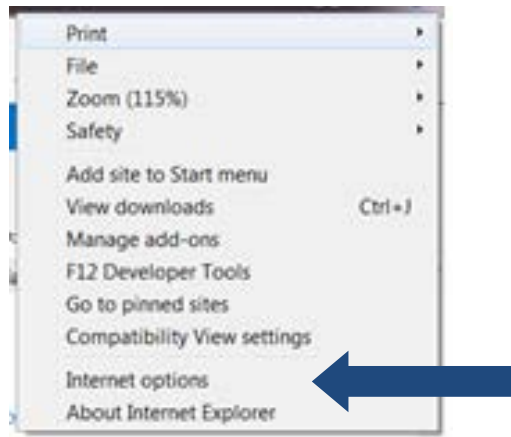 Print
File
Zoom (115%)
Safety
Add site to Start menu
View downloads Ctrl+J
Manage add-ons
F12 Developer Tools
Go to pinned sites
Compatibility View settings
Internet options
About Internet Explorer